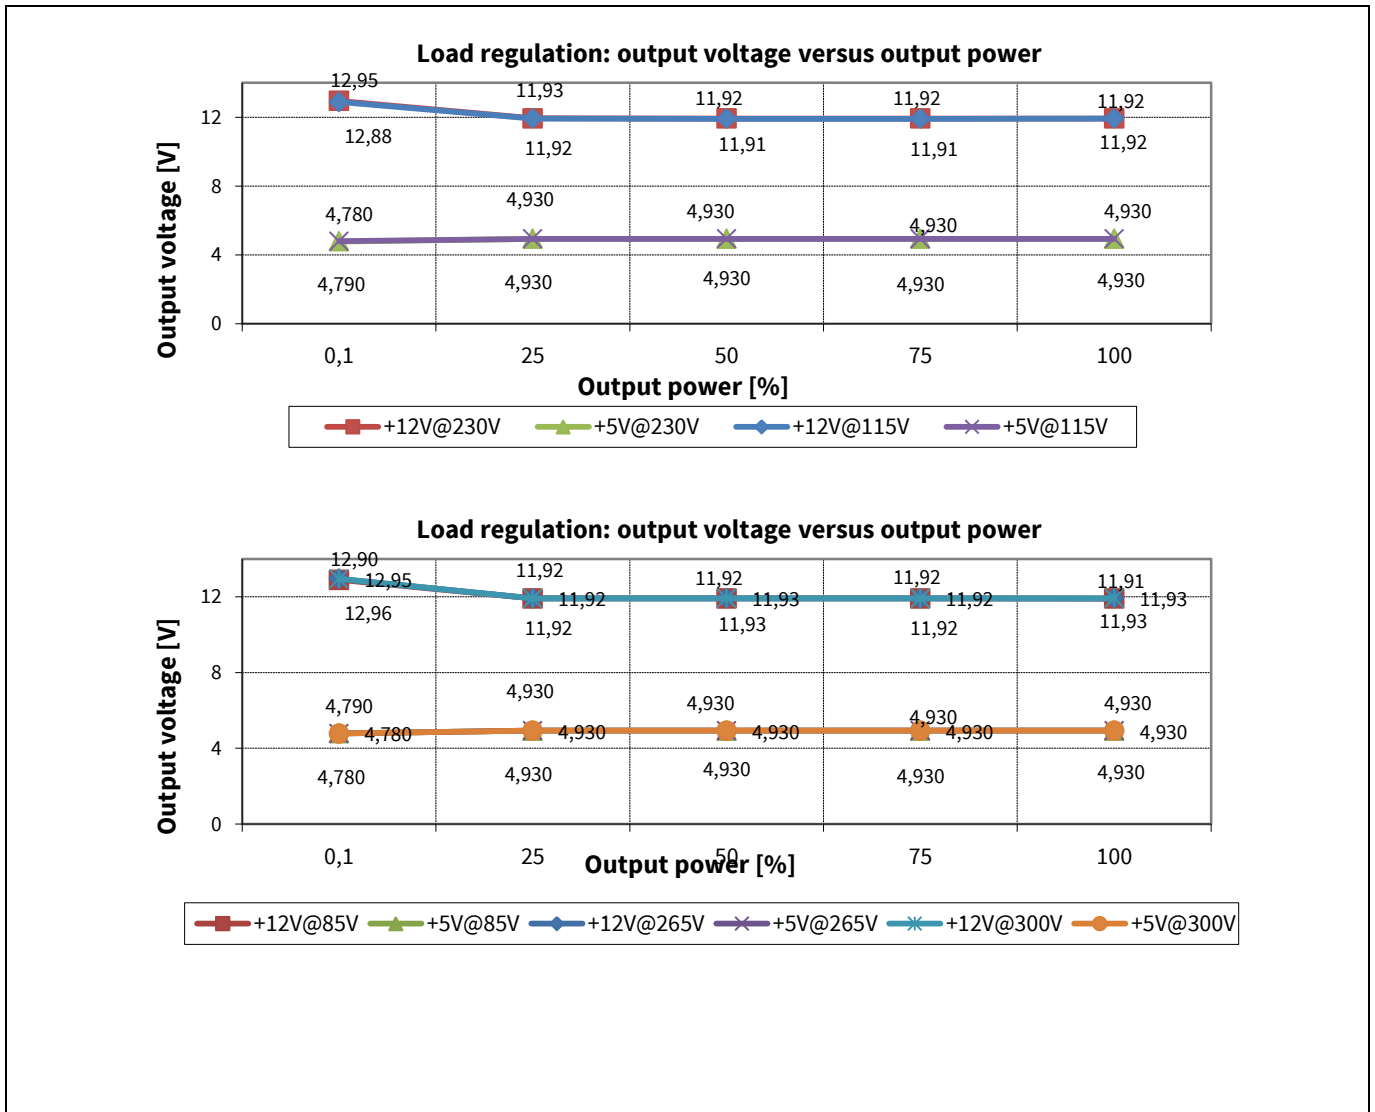 Load regulation: output voltage versus output power
12,95 11,93 11,92 11,92 11,92
12
12,88 11,92 11,91 11,91 11,92
8
4,780 4,930 4,930 4,930 4,930
4
4,790 4,930 4,930 4,930 4,930
0
Output voltage [V]
0,1 25 50 75 100
Output power [%]
+12V@230V +5V@230V +12V@115V +5V@115V
Load regulation: output voltage versus output power
12,90 11,92 11,92 11,92 11,91
12,95 11,92 11,93 11,92 11,93
12
12,96 11,92 11,93 11,92 11,93
8
4,790 4,930 4,930 4,930 4,930
4,780 4,930 4,930 4,930 4,930
4
4,780 4,930 4,930 4,930 4,930
0
Output voltage [V]
0,1 25 50 75 100
Output power [%]
+12V@85V +5V@85V +12V@265V +5V@265V +12V@300V +5V@300V